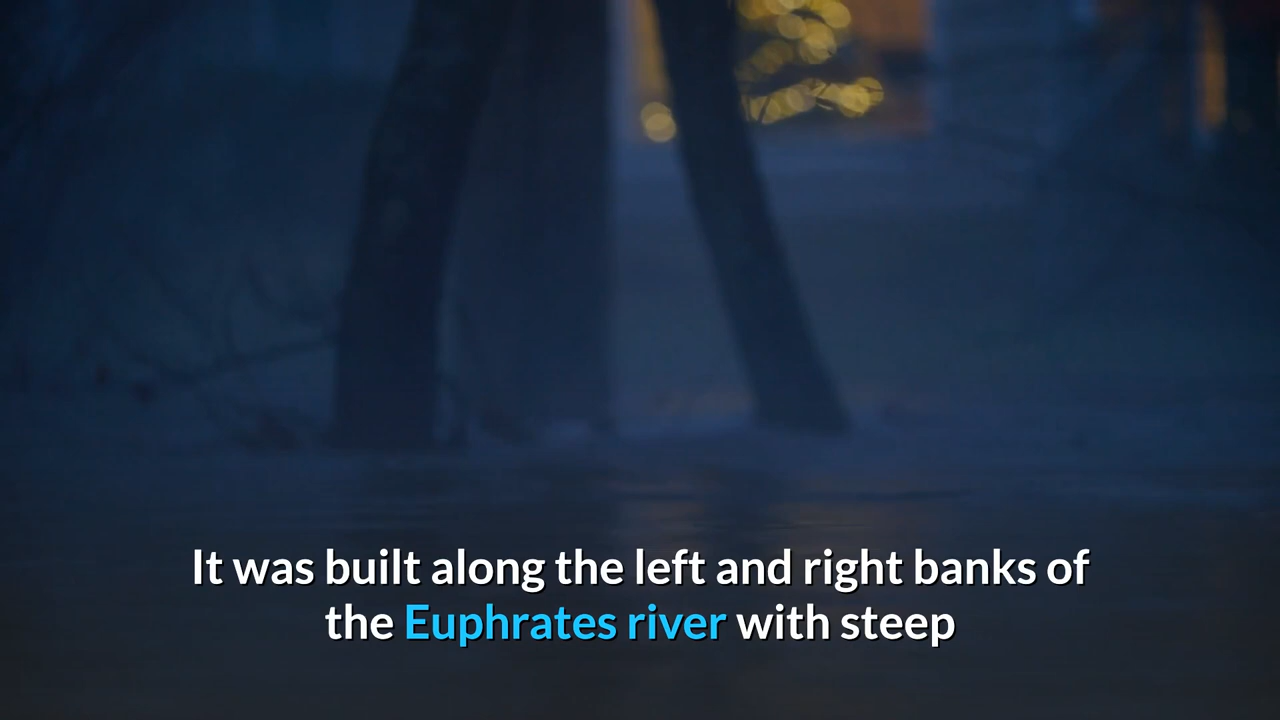 It was built along the left and right banks of
the Euphrates river with steep